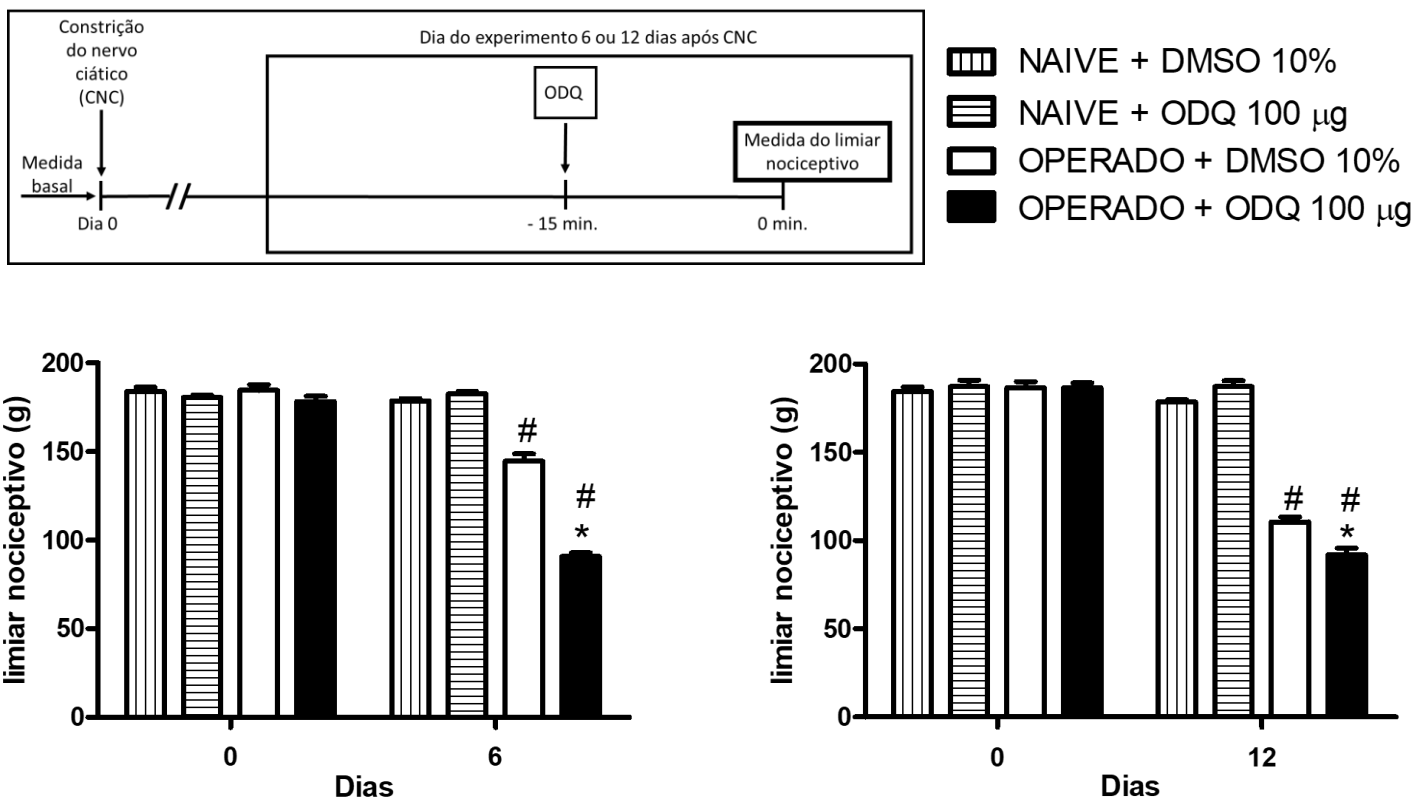 Constrição
do nervo
ciático
(CNC)
Medida
basal
Dia 0
Dia do experimento 6 ou 12 dias após CNC
ODQ
Medida do limiar
nociceptivo
- 15 min.
0 min.
NAIVE + DMSO 10%
NAIVE + ODQ 100 μg
OPERADO + DMSO 10%
OPERADO + ODQ 100 μg
limiar nociceptivo (g)
200
150
100
50
0
#
#
*
0
6
Dias
limiar nociceptivo (g)
200
150
100
50
0
#
#
*
0
12
Dias